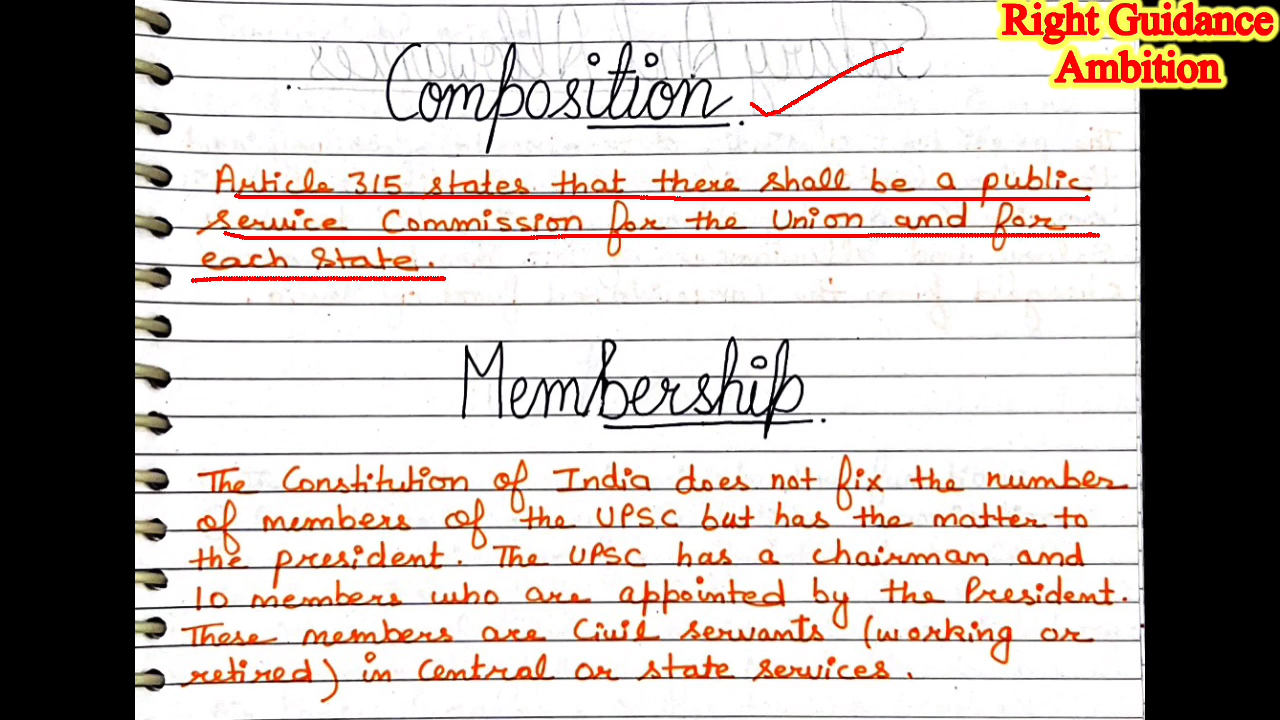 Right Guidance
Ambition
Composition.
Article 315 states that there shall be a public
service Commission for the Union and for
each state.
Membership.
The Constitution of India does not fix the number
of members of the UPSC but has the matter to
the president. The UPSC has a chairman and
10 members who are appointed by the President.
These members are Civil servants (working or
retired) in central or state services.